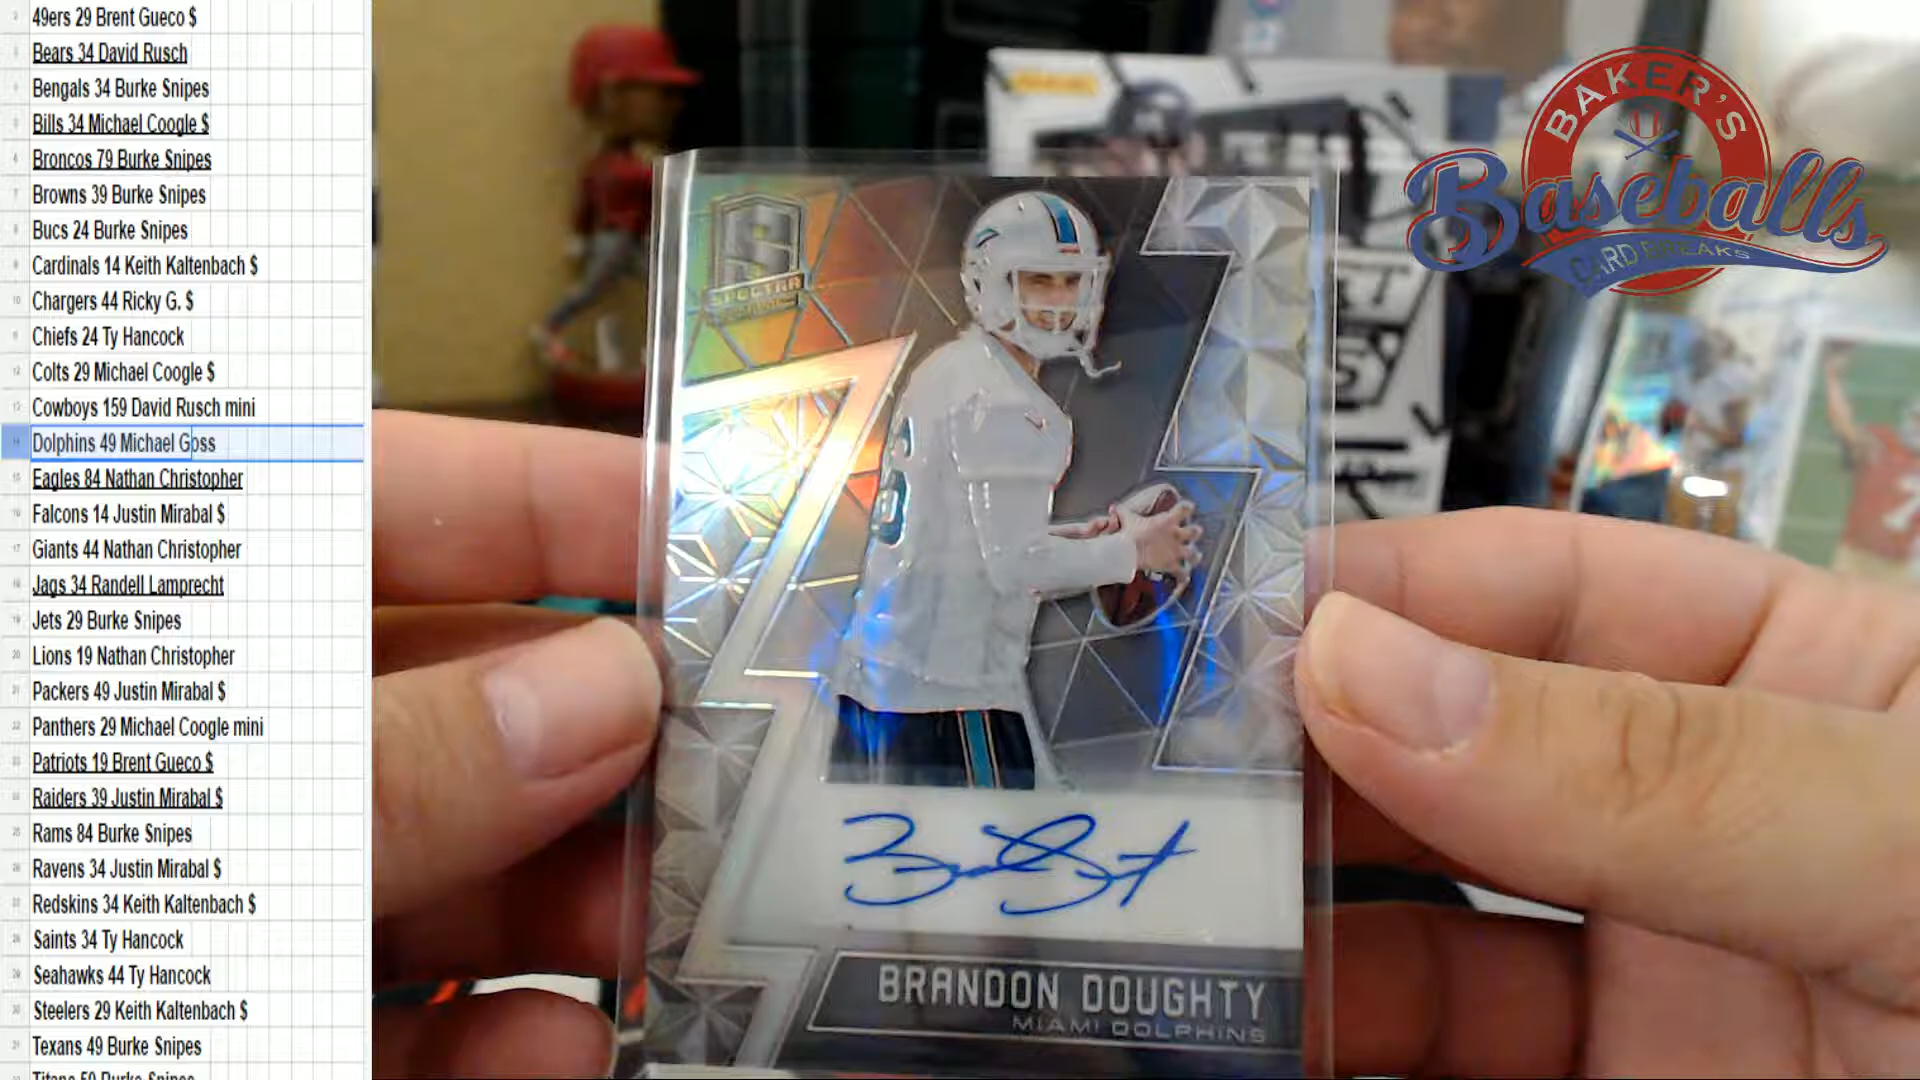 49ers 29 Brent Gueco $
Bears 34 David Rusch
Bengals 34 Burke Snipes
Bills 34 Michael Coogle $
Broncos 79 Burke Snipes
Browns 39 Burke Snipes
Bucs 24 Burke Snipes
Cardinals 14 Keith Kaltenbach $
Chargers 44 Ricky G. $
Chiefs 24 Ty Hancock
Colts 29 Michael Coogle $
Cowboys 159 David Rusch mini
Dolphins 49 Michael Goss
Eagles 84 Nathan Christopher
Falcons 14 Justin Mirabal $
Giants 44 Nathan Christopher
Jags 34 Randell Lamprecht
Jets 29 Burke Snipes
Lions 19 Nathan Christopher
Packers 49 Justin Mirabal $
Panthers 29 Michael Coogle mini
Patriots 19 Brent Gueco $
Raiders 39 Justin Mirabal $
Rams 84 Burke Snipes
Ravens 34 Justin Mirabal $
Redskins 34 Keith Kaltenbach $
Saints 34 Ty Hancock
Seahawks 44 Ty Hancock
Steelers 29 Keith Kaltenbach $
Texans 49 Burke Snipes
Titans 59 Burke Snipes
S
SPECTRA
BRANDON DOUGHTY
MIAMI DOLPHINS
BAKER'S
Baseballs
CARD BREAKS